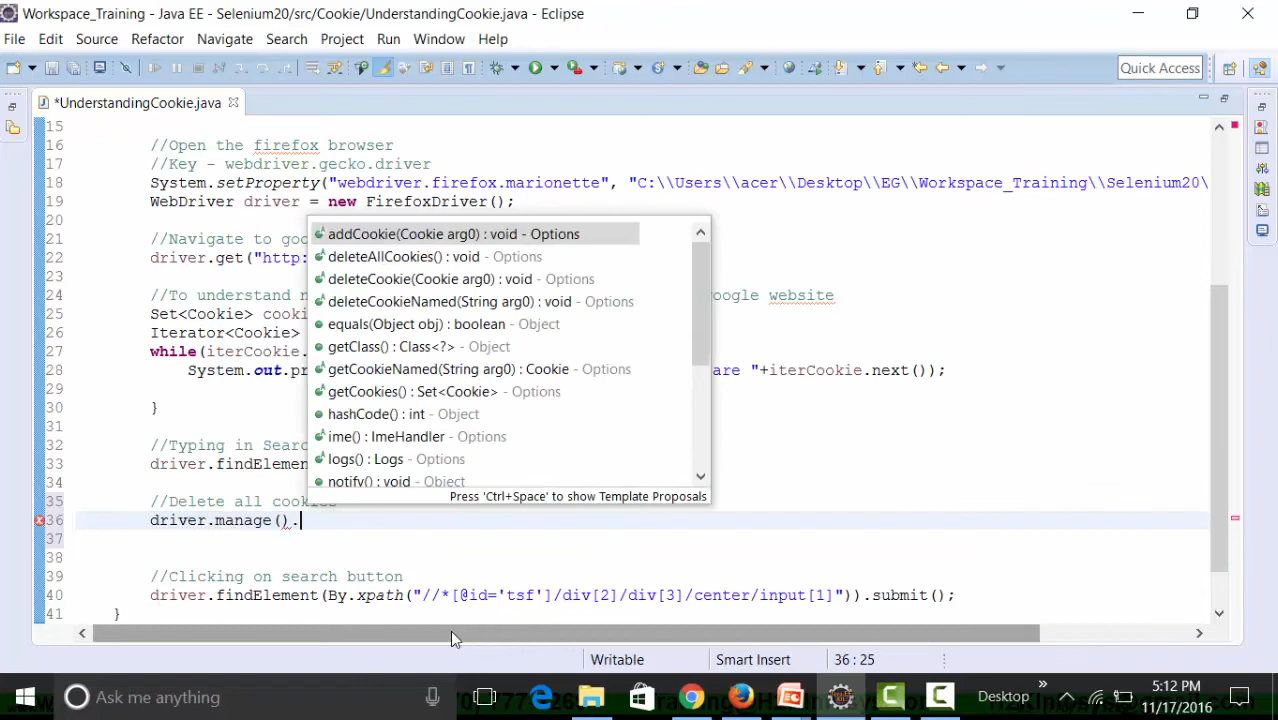 Workspace_Training - Java EE - Selenium20/src/Cookie/UnderstandingCookie.java - Eclipse
File Edit Source Refactor Navigate Search Project Run Window Help
Quick Access
*UnderstandingCookie.java
15
16 //Open the firefox browser
17 //Key - webdriver.gecko.driver
18 System.setProperty("webdriver.firefox.marionette", "C:\\Users\\acer\\Desktop\\EG\\Workspace_Training\\Selenium20\
19 WebDriver driver = new FirefoxDriver();
20
21 //Navigate to goo
22 driver.get("http:
addCookie(Cookie arg0) : void - Options
deleteAllCookies() : void - Options
deleteCookie(Cookie arg0) : void - Options
deleteCookieNamed(String arg0) : void - Options
equals(Object obj) : boolean - Object
getClass() : Class<?> - Object
getCookieNamed(String arg0) : Cookie - Options
getCookies() : Set<Cookie> - Options
hashCode() : int - Object
ime() : ImeHandler - Options
logs() : Logs - Options
notify() : void - Object
Press 'Ctrl+Space' to show Template Proposals
23
24 //To understand n oogle website
25 Set<Cookie> cooki
26 Iterator<Cookie>
27 while(iterCookie.
28 System.out.pr are "+iterCookie.next());
29
30 }
31
32 //Typing in Searc
33 driver.findElemen
34
35 //Delete all cookies
36 driver.manage().
37
38
39 //Clicking on search button
40 driver.findElement(By.xpath("//*[@id='tsf']/div[2]/div[3]/center/input[1]")).submit();
41 }
Writable Smart Insert 36 : 25
Ask me anything
Desktop
5:12 PM
11/17/2016